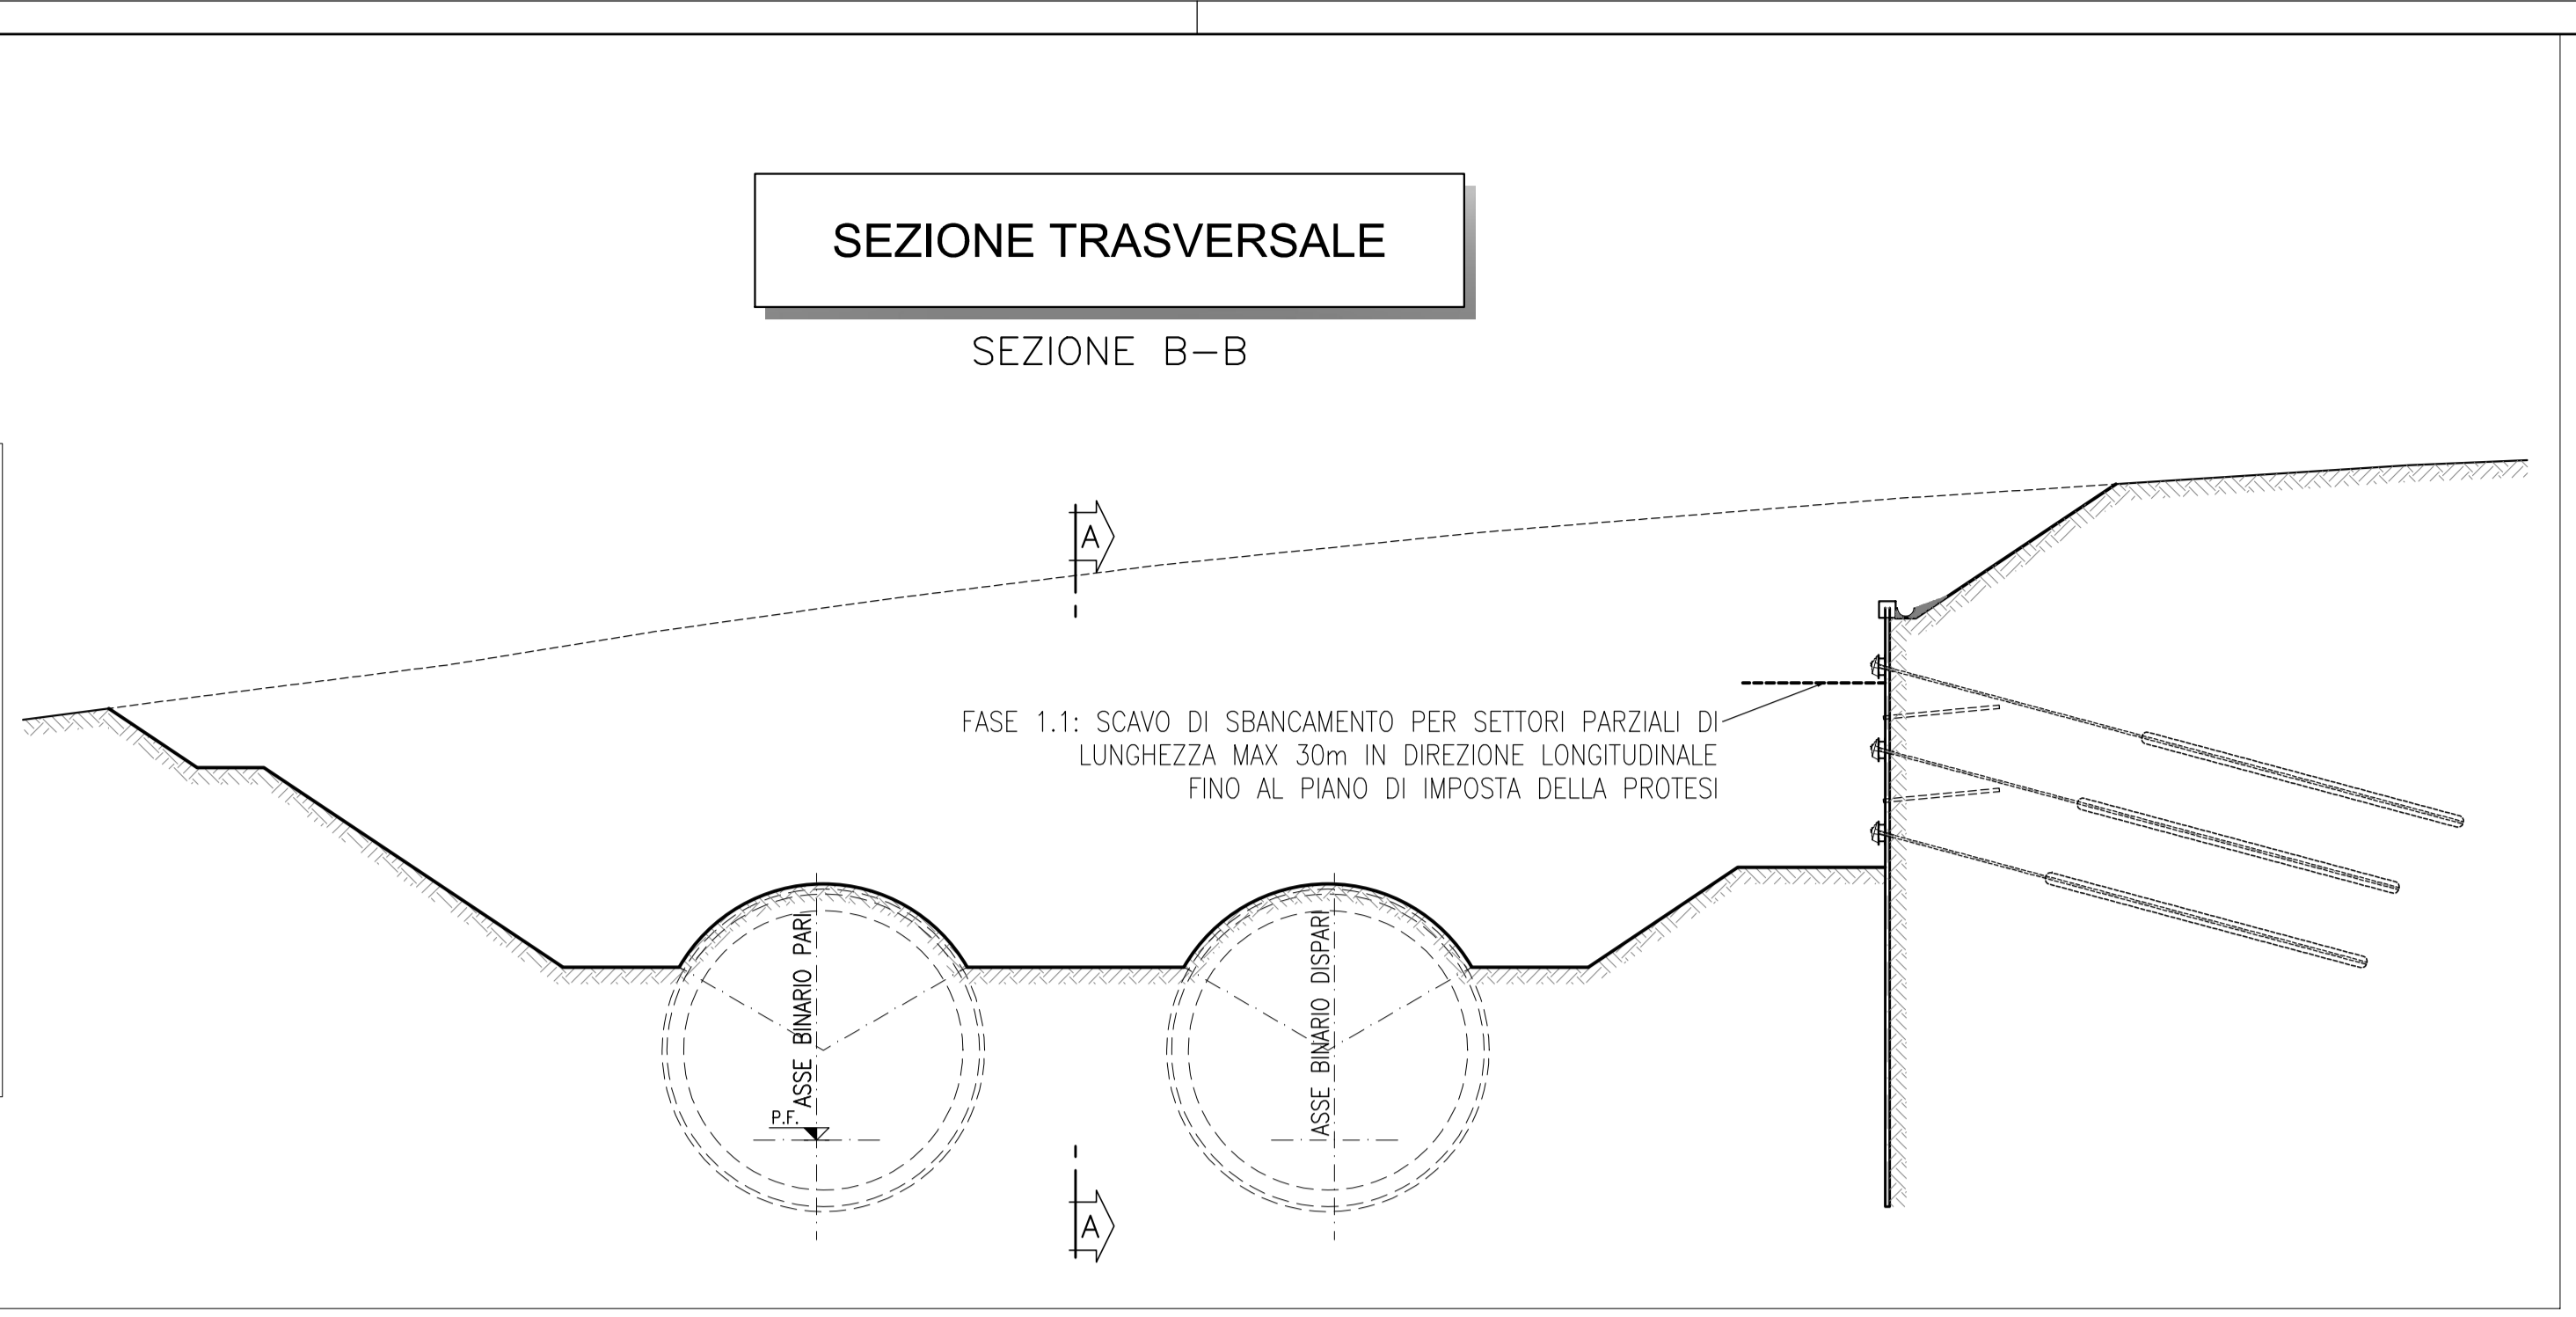 SEZIONE TRASVERSALE
SEZIONE B-B
A
FASE 1.1: SCAVO DI SBANCAMENTO PER SETTORI PARZIALI DI
LUNGHEZZA MAX 30m IN DIREZIONE LONGITUDINALE
FINO AL PIANO DI IMPOSTA DELLA PROTESI
ASSE BINARIO PARI
ASSE BINARIO DISPARI
P.F.
A